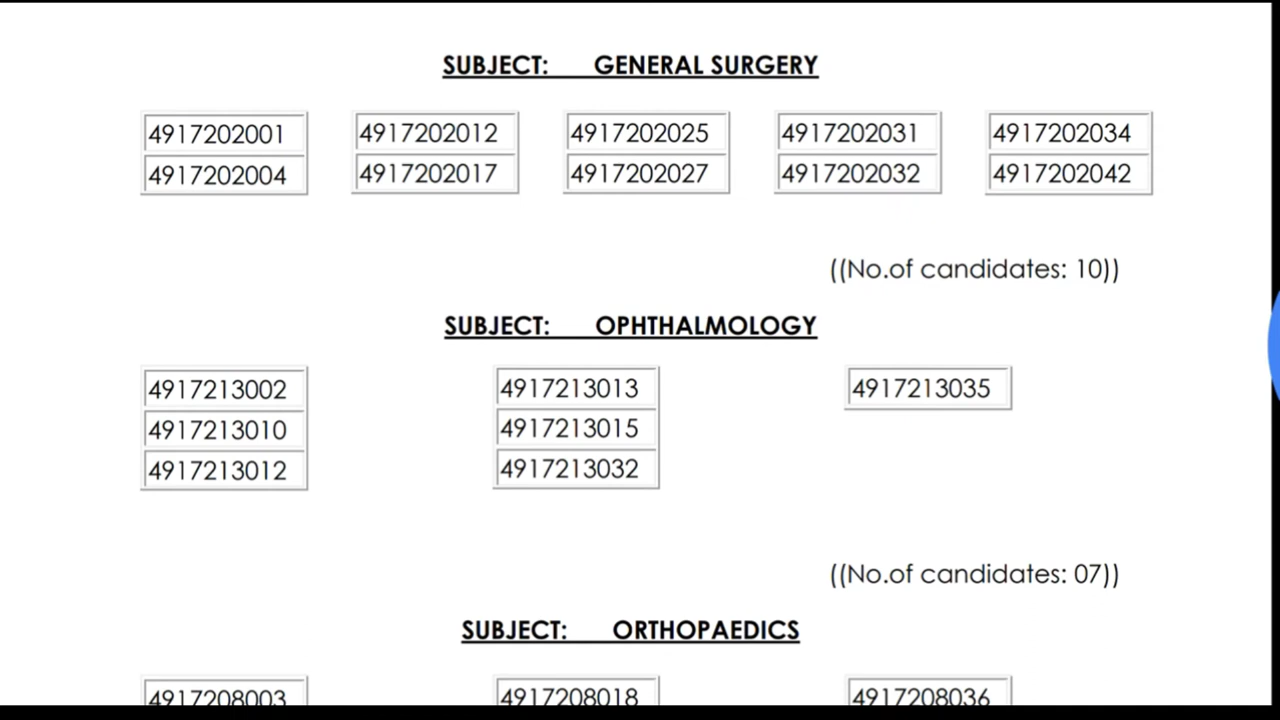 SUBJECT: GENERAL SURGERY
4917202001 4917202012 4917202025 4917202031 4917202034
4917202004 4917202017 4917202027 4917202032 4917202042
((No.of candidates: 10))
SUBJECT: OPHTHALMOLOGY
4917213002 4917213013 4917213035
4917213010 4917213015
4917213012 4917213032
((No.of candidates: 07))
SUBJECT: ORTHOPAEDICS
4917208003 4917208018 4917208036